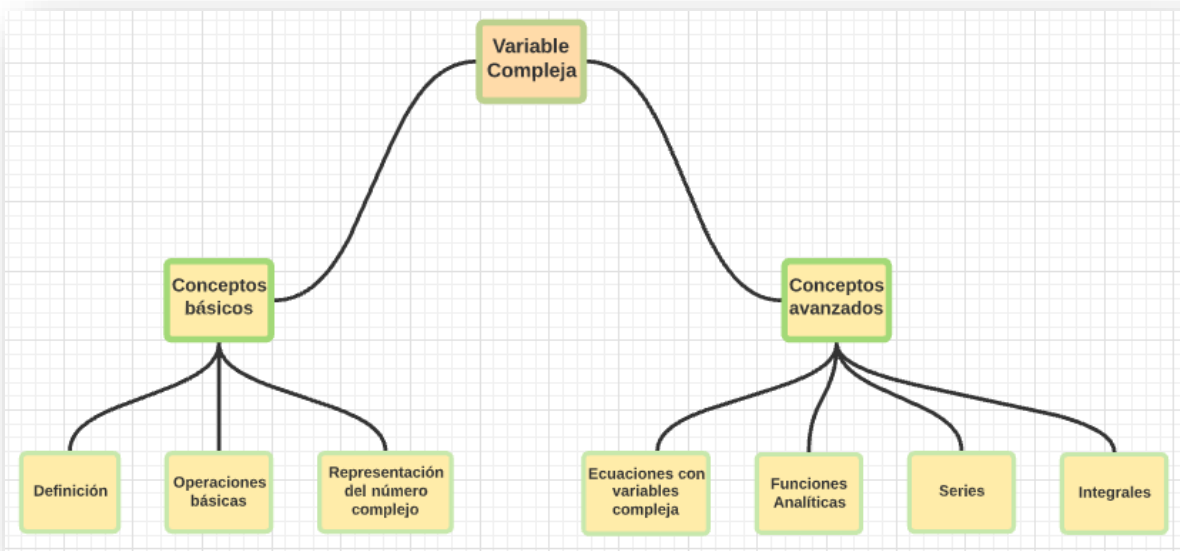 Variable
Compleja
Conceptos
básicos
Conceptos
avanzados
Definición
Operaciones
básicas
Representación
del número
complejo
Ecuaciones con
variables
compleja
Funciones
Analíticas
Series
Integrales